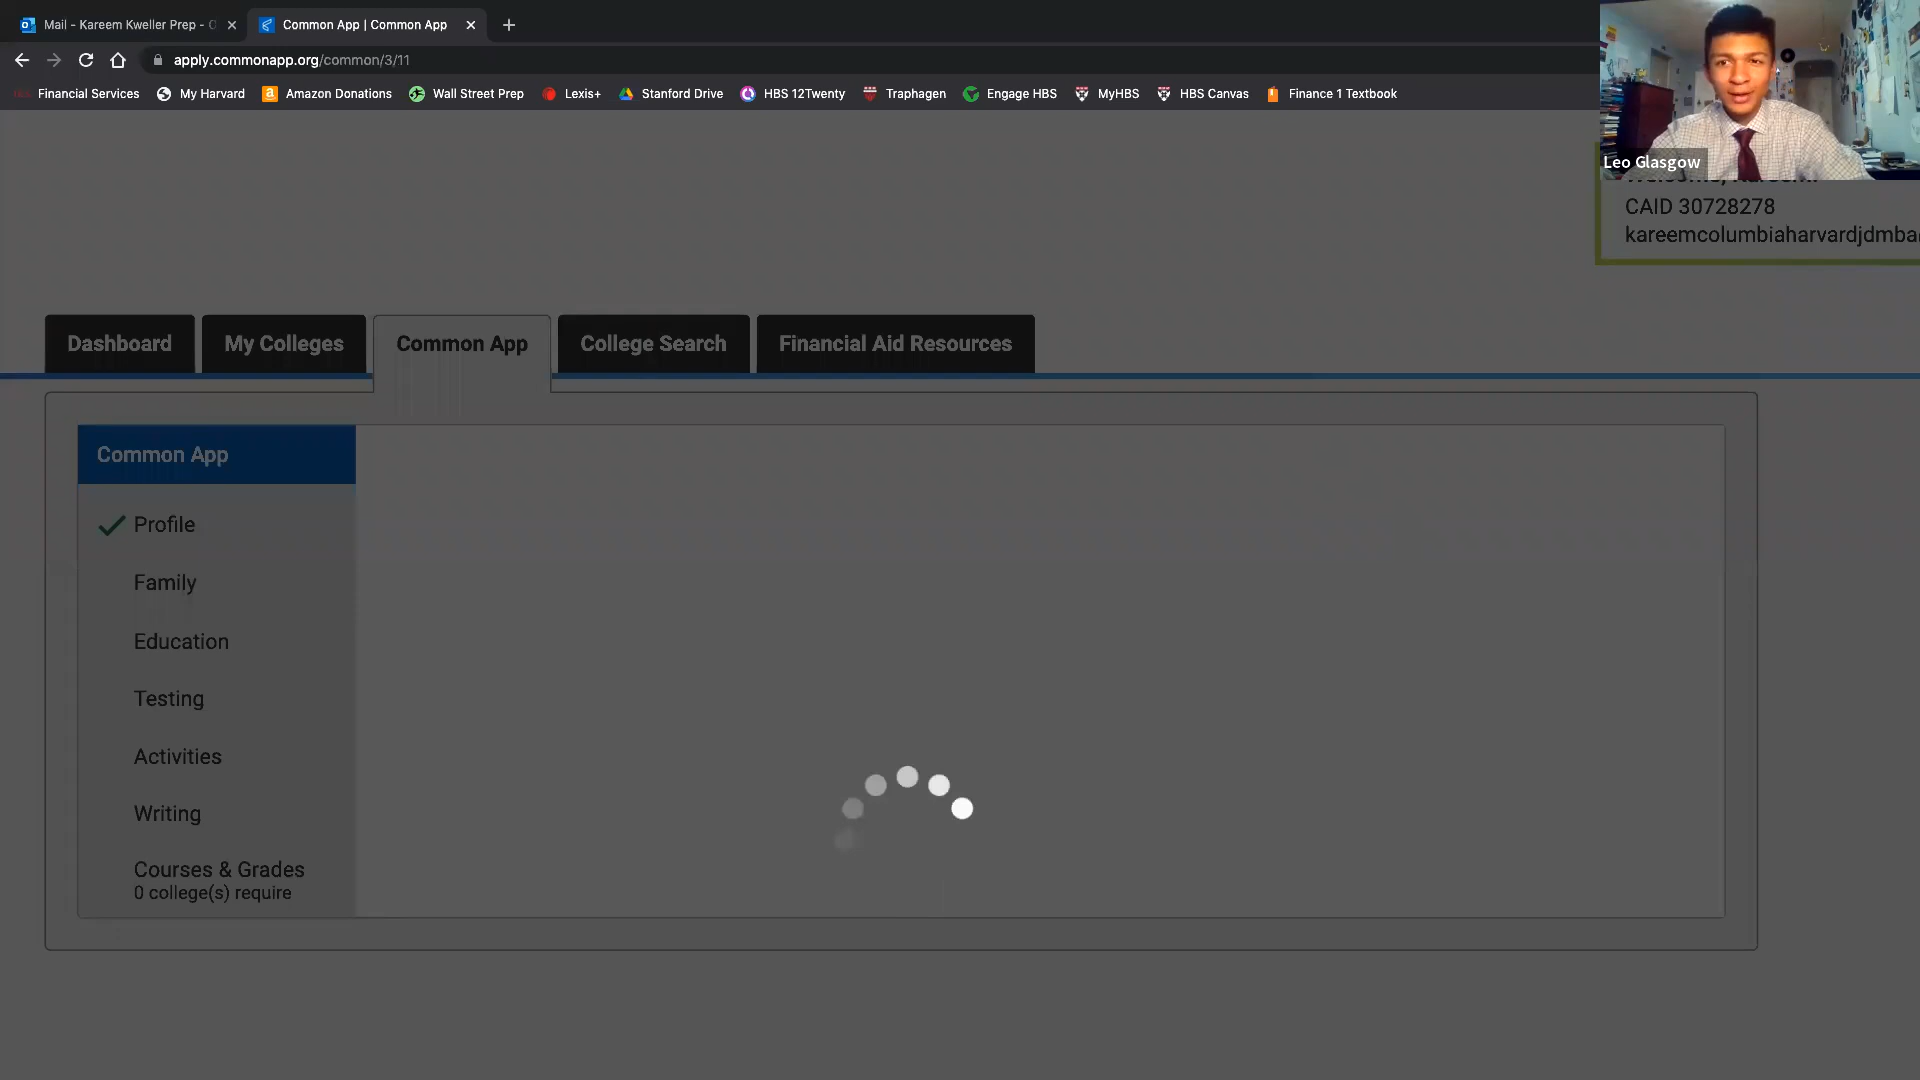 Mail - Kareem Kweller Prep -
Common App | Common App
apply.commonapp.org/common/3/11
Financial Services
My Harvard
Amazon Donations
Wall Street Prep
Lexis+
Stanford Drive
HBS 12Twenty
Traphagen
Engage HBS
MyHBS
HBS Canvas
Finance 1 Textbook
Leo Glasgow
CAID 30728278
kareemcolumbiaharvardjdmba
Dashboard
My Colleges
Common App
College Search
Financial Aid Resources
Common App
Profile
Family
Education
Testing
Activities
Writing
Courses & Grades
0 college(s) require